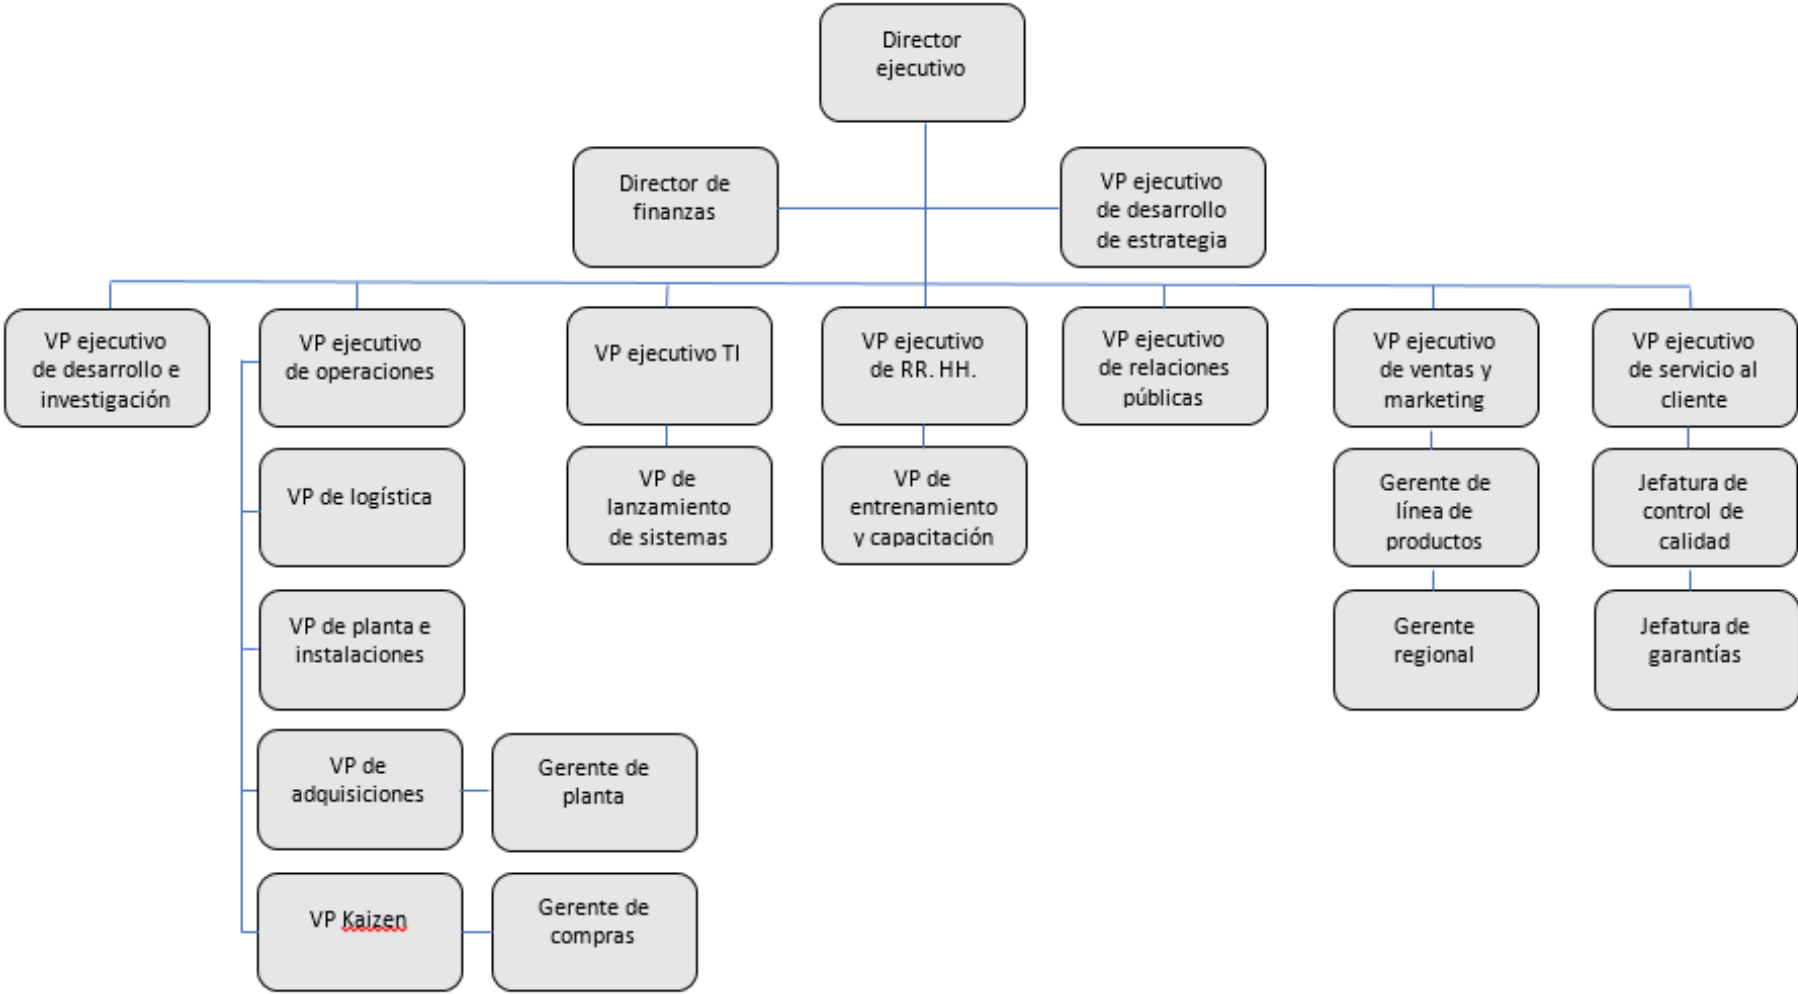 Director
ejecutivo
Director de
finanzas
VP ejecutivo
de desarrollo
de estrategia
VP ejecutivo
de desarrollo e
investigación
VP ejecutivo
de operaciones
VP ejecutivo TI
VP ejecutivo
de RR. HH.
VP ejecutivo
de relaciones
públicas
VP ejecutivo
de ventas y
marketing
VP ejecutivo
de servicio al
cliente
VP de logística
VP de
lanzamiento
de sistemas
VP de
entrenamiento
y capacitación
Gerente de
línea de
productos
Jefatura de
control de
calidad
VP de planta e
instalaciones
Gerente
regional
Jefatura de
garantías
VP de
adquisiciones
Gerente de
planta
VP Kaizen
Gerente de
compras